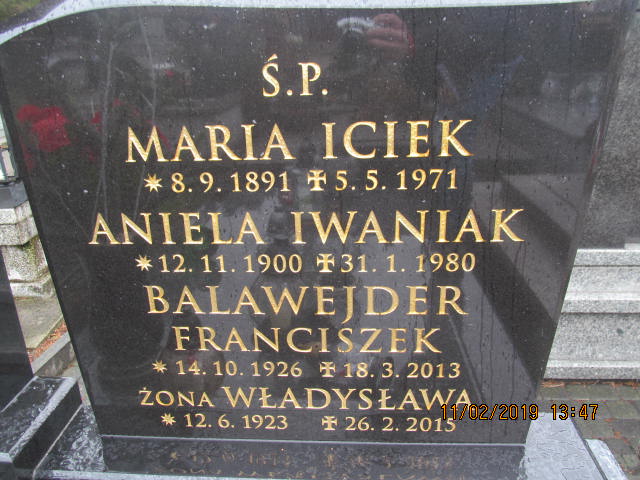 Ś.P.
MARIA ICIEK
* 8.9.1891 ✠ 5.5.1971
ANIELA IWANIAK
* 12.11.1900 ✠ 31.1.1980
BALAWEJDER
FRANCISZEK
* 14.10.1926 ✠ 18.3.2013
ŻONA WŁADYSŁAWA
* 12.6.1923 ✠ 26.2.2015
11/02/2019 13:47